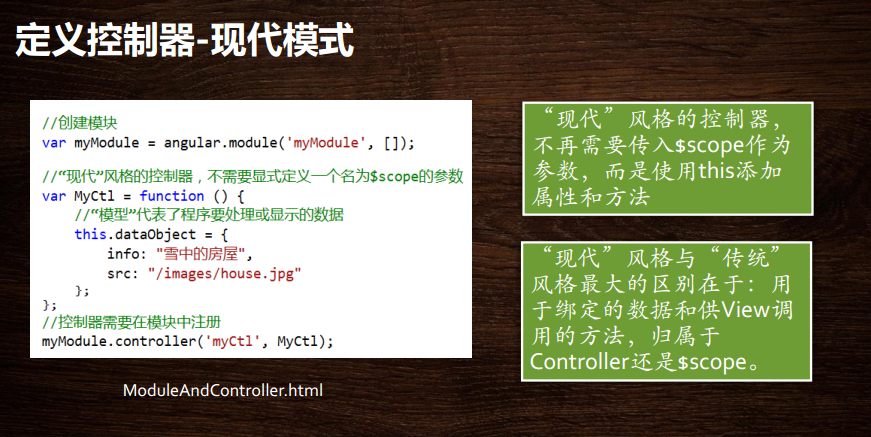 定义控制器-现代模式
//创建模块
var myModule = angular.module('myModule', []);
//“现代”风格的控制器，不需要显式定义一个名为$scope的参数
var MyCtl = function () {
//“模型”代表了程序要处理或显示的数据
this.dataObject = {
info: "雪中的房屋",
src: "/images/house.jpg"
};
};
//控制器需要在模块中注册
myModule.controller('myCtl', MyCtl);
ModuleAndController.html
“现代”风格的控制器，
不再需要传入$scope作为
参数，而是使用this添加
属性和方法
“现代”风格与“传统”
风格最大的区别在于：用
于绑定的数据和供View调
用的方法，归属于
Controller还是$scope。